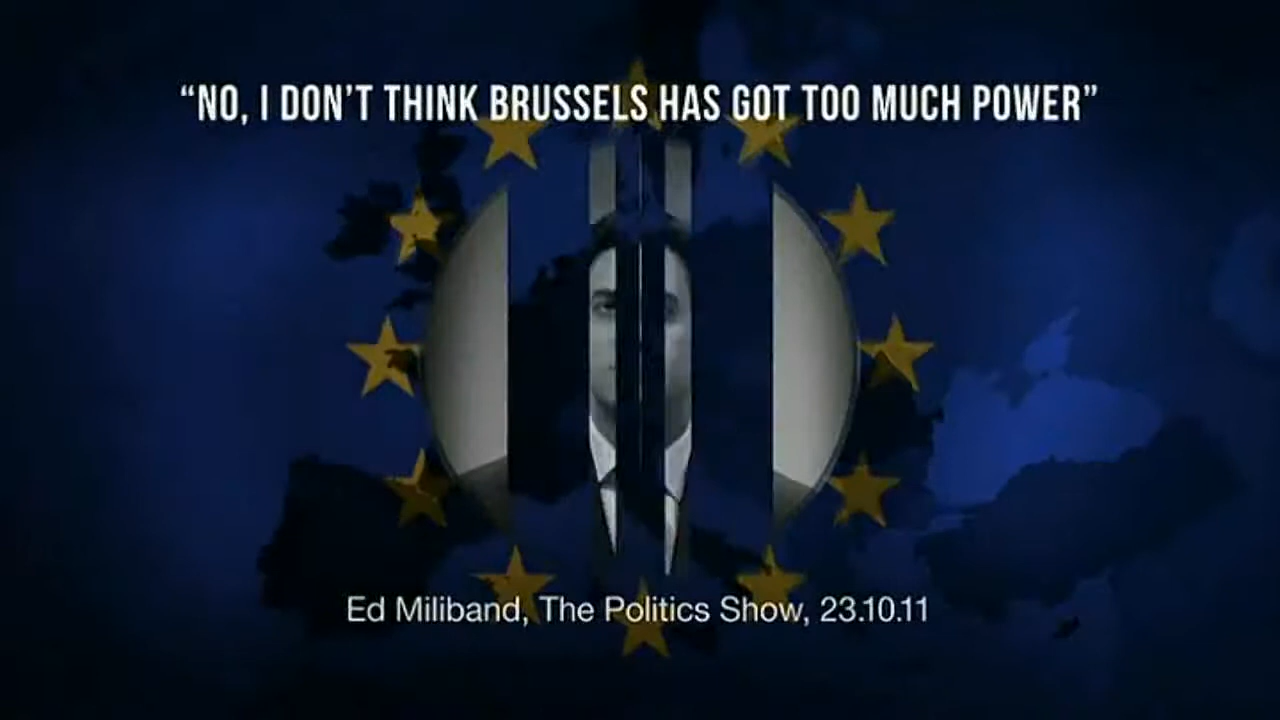 “NO, I DON’T THINK BRUSSELS HAS GOT TOO MUCH POWER”
Ed Miliband, The Politics Show, 23.10.11